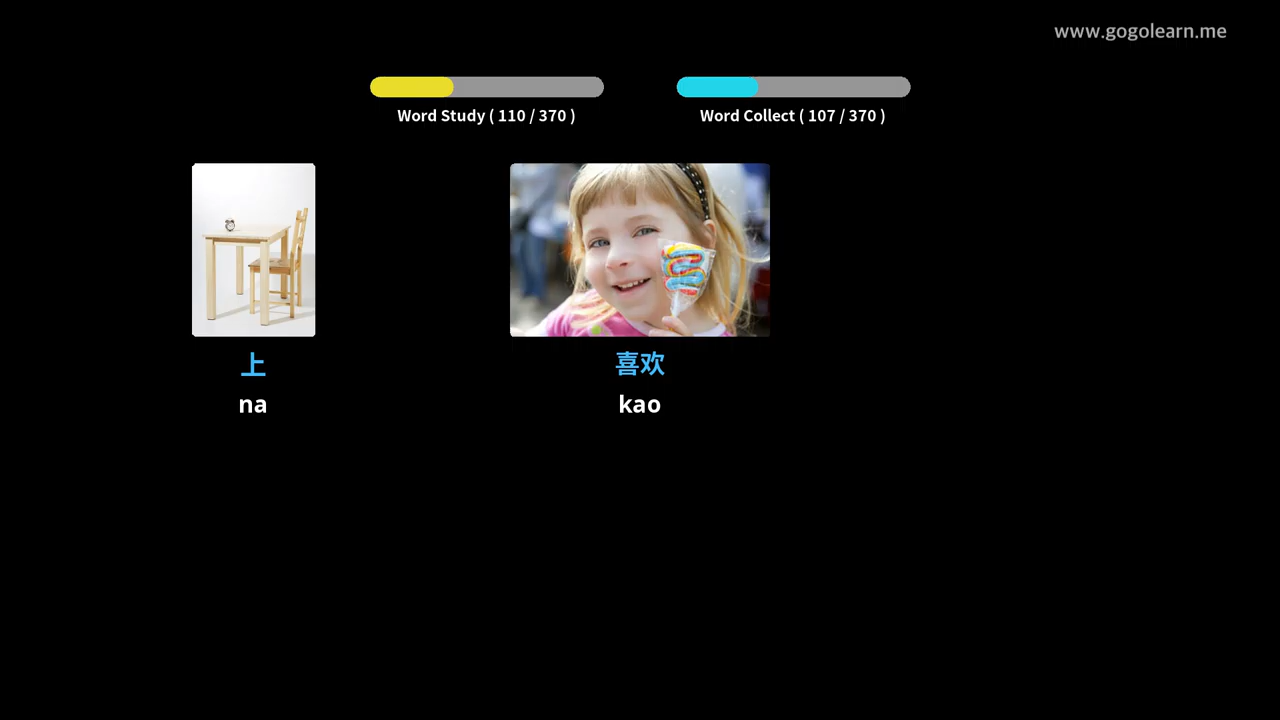 www.gogolearn.me
Word Study ( 110 / 370 )
Word Collect ( 107 / 370 )
上
na
喜欢
kao